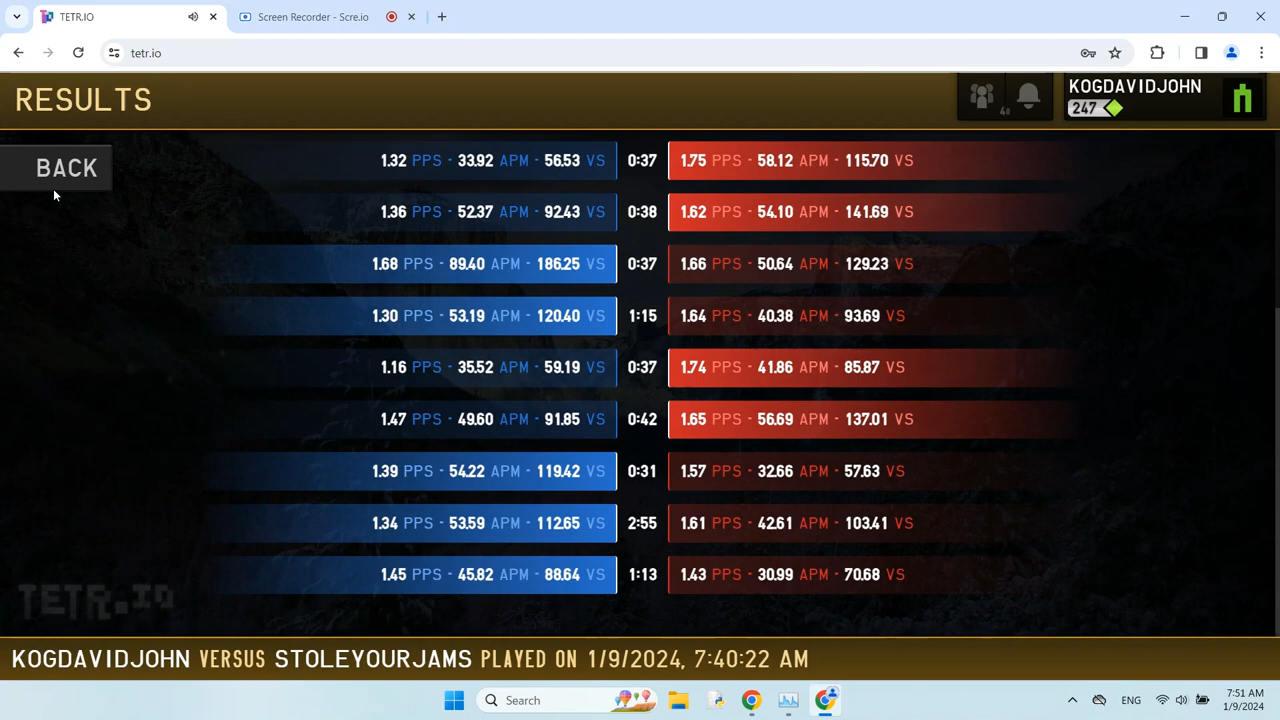 TETR.IO
Screen Recorder - Scre.io
tetr.io
RESULTS
KOGDAVIDJOHN
247
BACK
1.32 PPS - 33.92 APM - 56.53 VS 0:37 1.75 PPS - 58.12 APM - 115.70 VS
1.36 PPS - 52.37 APM - 92.43 VS 0:38 1.62 PPS - 54.10 APM - 141.69 VS
1.68 PPS - 89.40 APM - 186.25 VS 0:37 1.66 PPS - 50.64 APM - 129.23 VS
1.30 PPS - 53.19 APM - 120.40 VS 1:15 1.64 PPS - 40.38 APM - 93.69 VS
1.16 PPS - 35.52 APM - 59.19 VS 0:37 1.74 PPS - 41.86 APM - 85.87 VS
1.47 PPS - 49.60 APM - 91.85 VS 0:42 1.65 PPS - 56.69 APM - 137.01 VS
1.39 PPS - 54.22 APM - 119.42 VS 0:31 1.57 PPS - 32.66 APM - 57.63 VS
1.34 PPS - 53.59 APM - 112.65 VS 2:55 1.61 PPS - 42.61 APM - 103.41 VS
1.45 PPS - 45.82 APM - 88.64 VS 1:13 1.43 PPS - 30.99 APM - 70.68 VS
TETR.IO
KOGDAVIDJOHN VERSUS STOLEYOURJAMS PLAYED ON 1/9/2024, 7:40:22 AM
Search
ENG
7:51 AM
1/9/2024